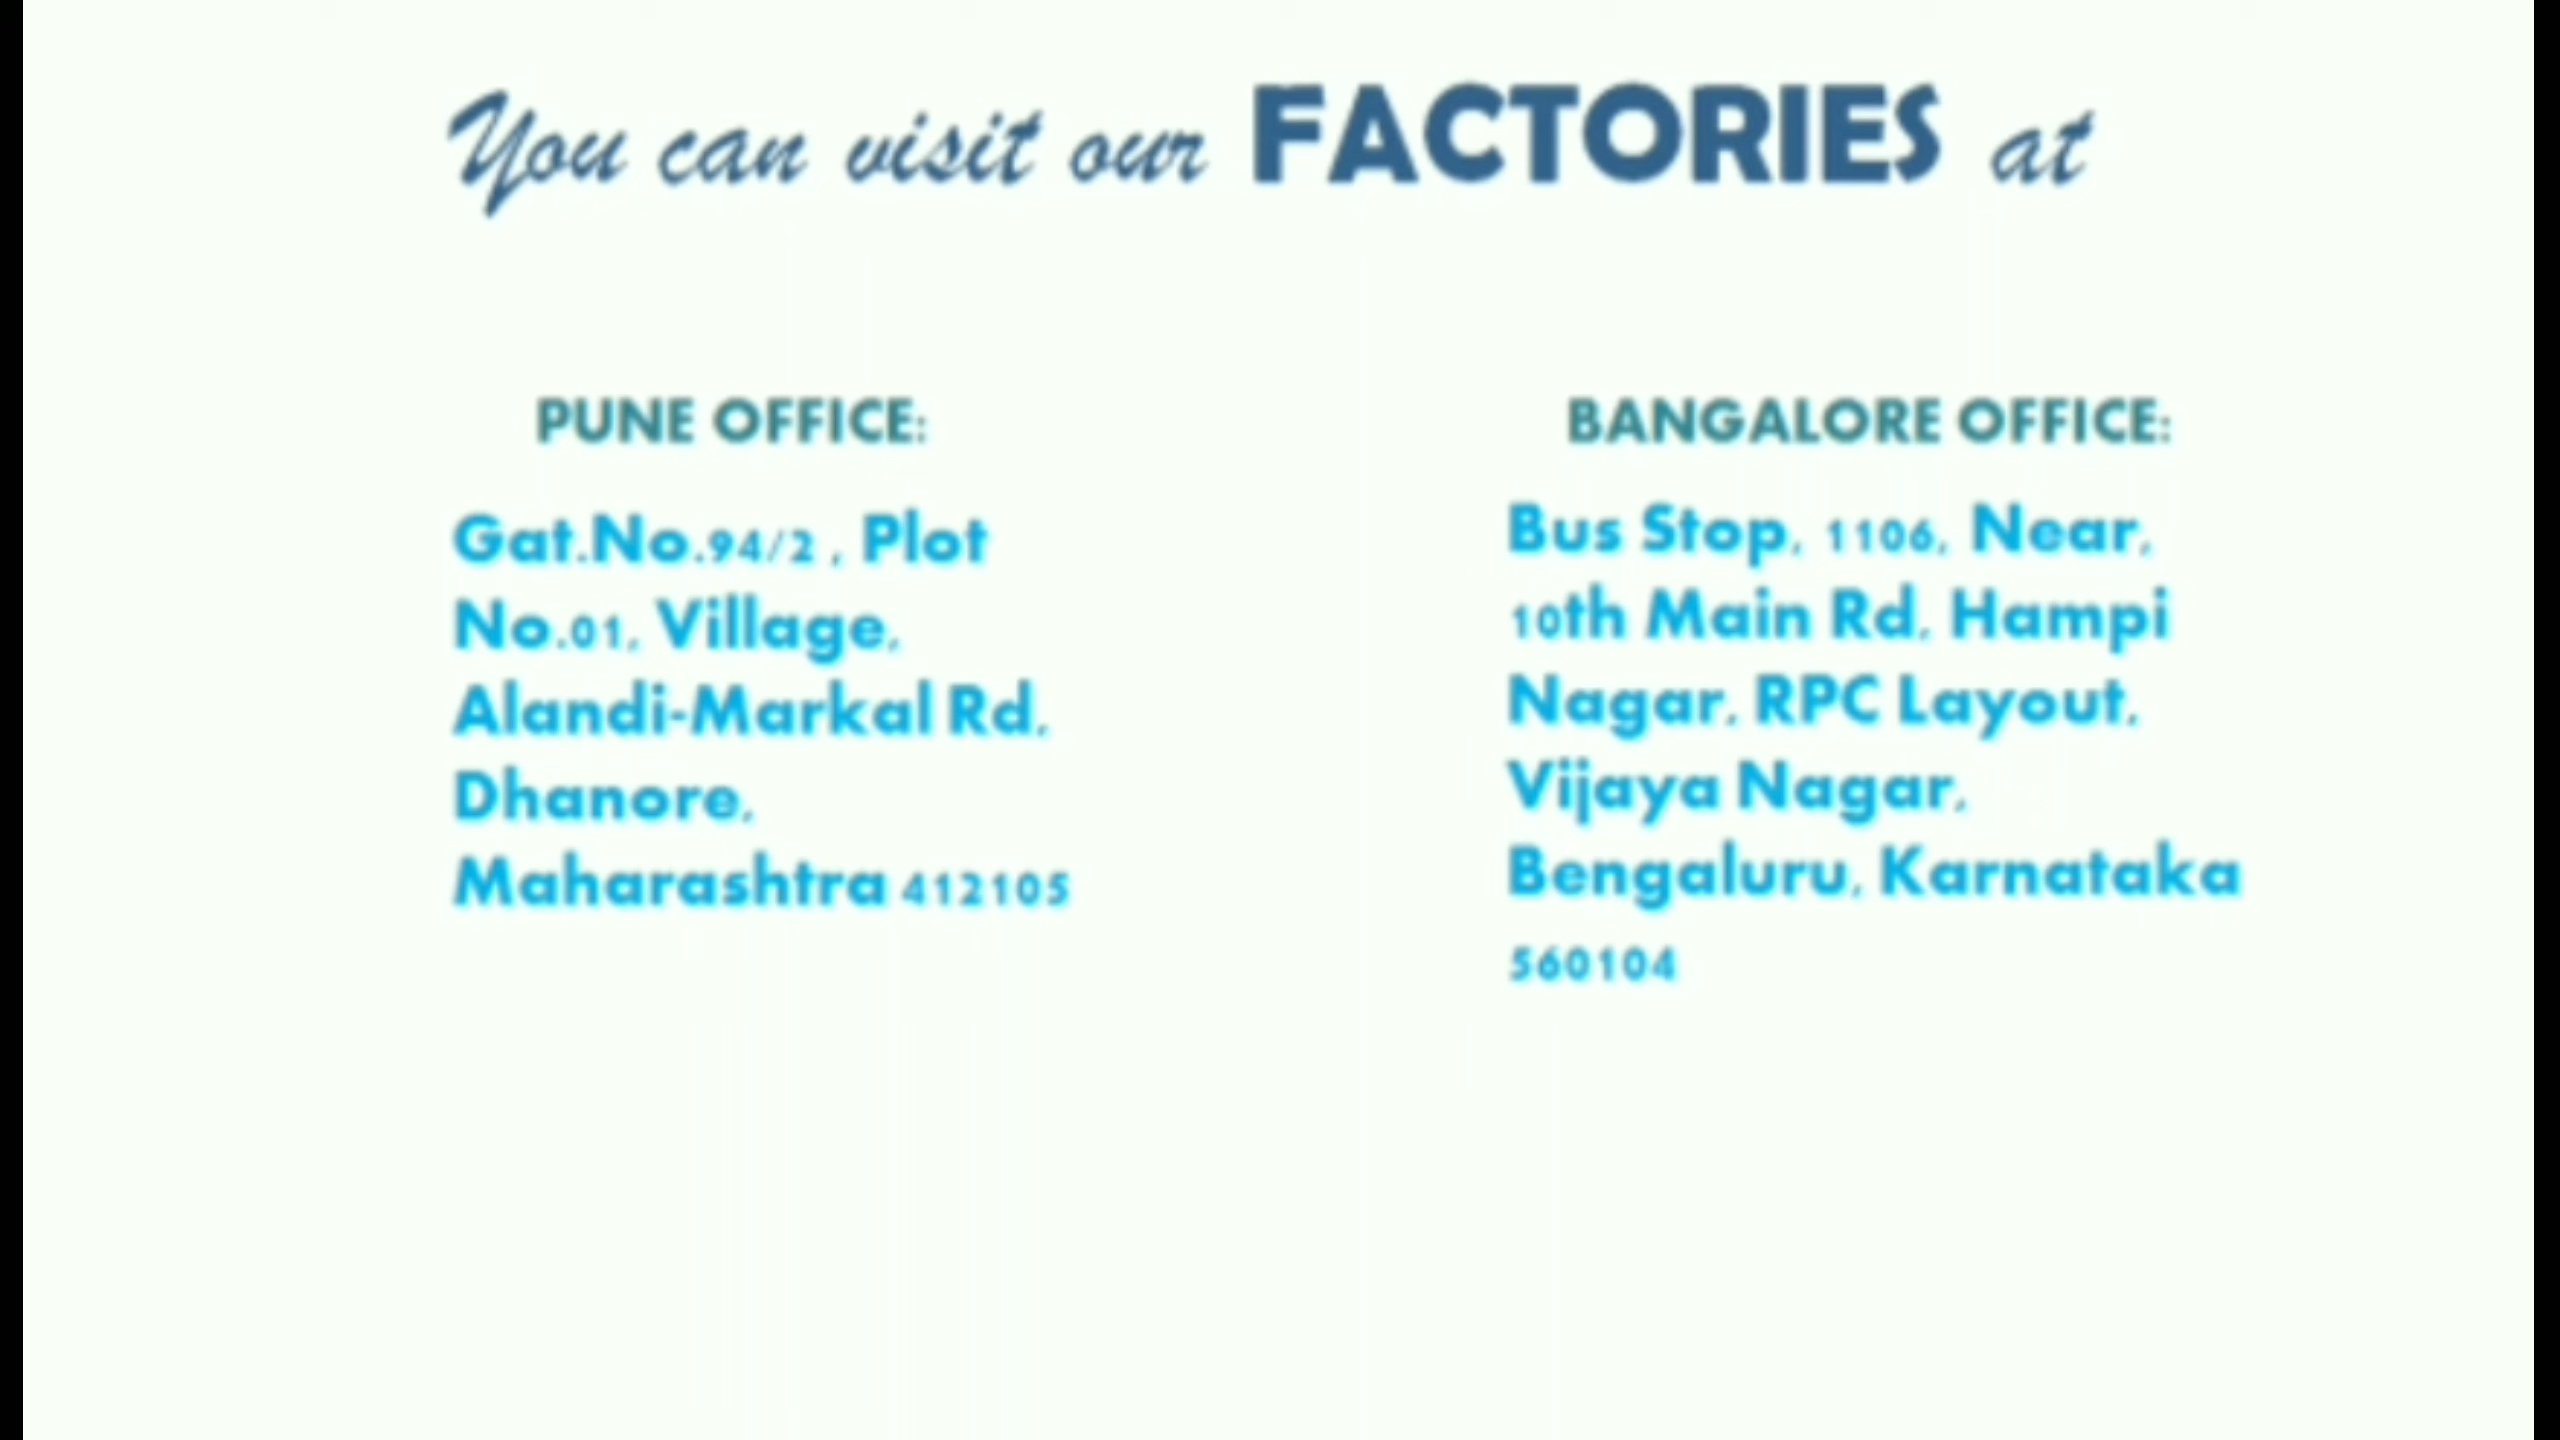 You can visit our FACTORIES at
PUNE OFFICE:
Gat.No.94/2 , Plot
No.01, Village,
Alandi-Markal Rd,
Dhanore,
Maharashtra 412105
BANGALORE OFFICE:
Bus Stop, 1106, Near,
10th Main Rd, Hampi
Nagar, RPC Layout,
Vijaya Nagar,
Bengaluru, Karnataka
560104